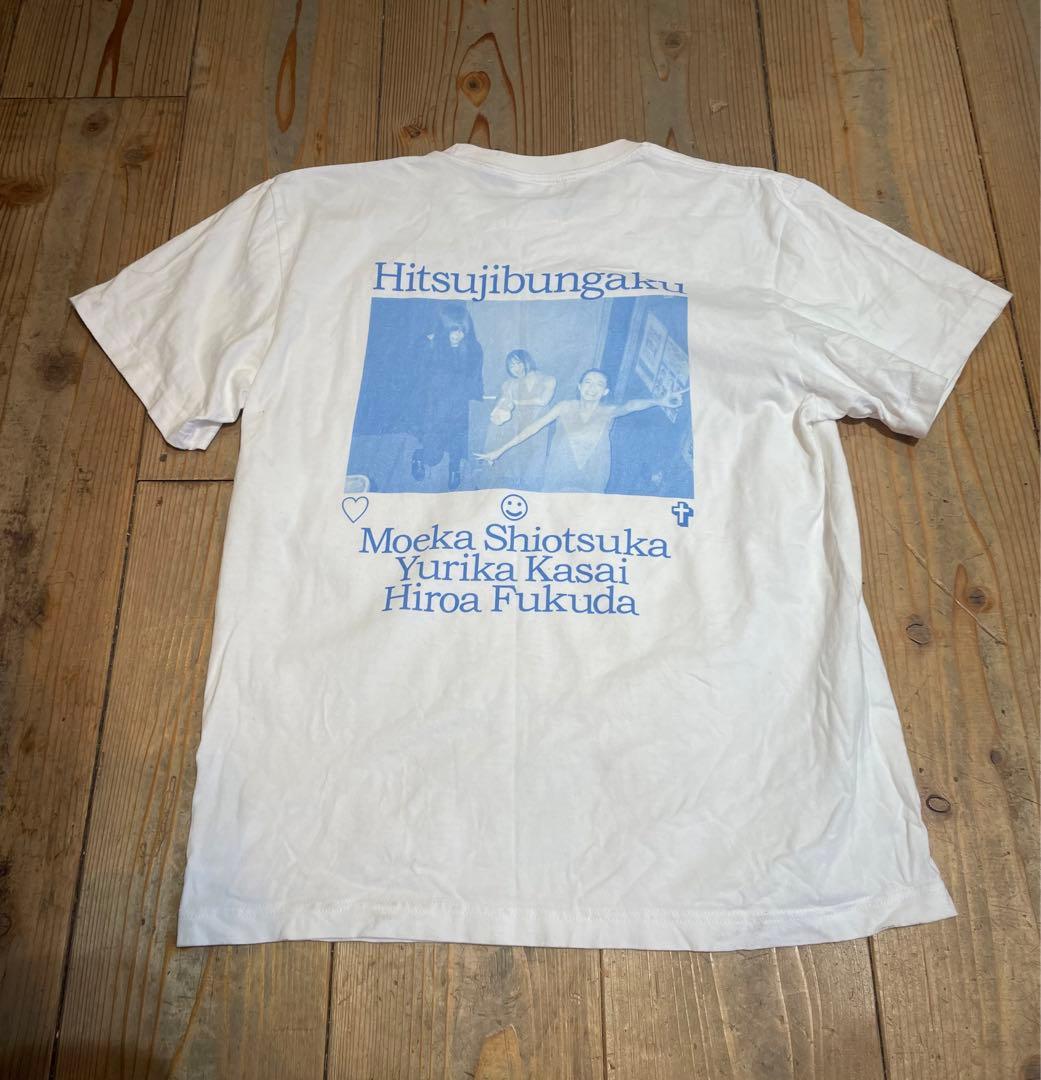 Hitsujibungaku
Moeka Shiotsuka
Yurika Kasai
Hiroa Fukuda